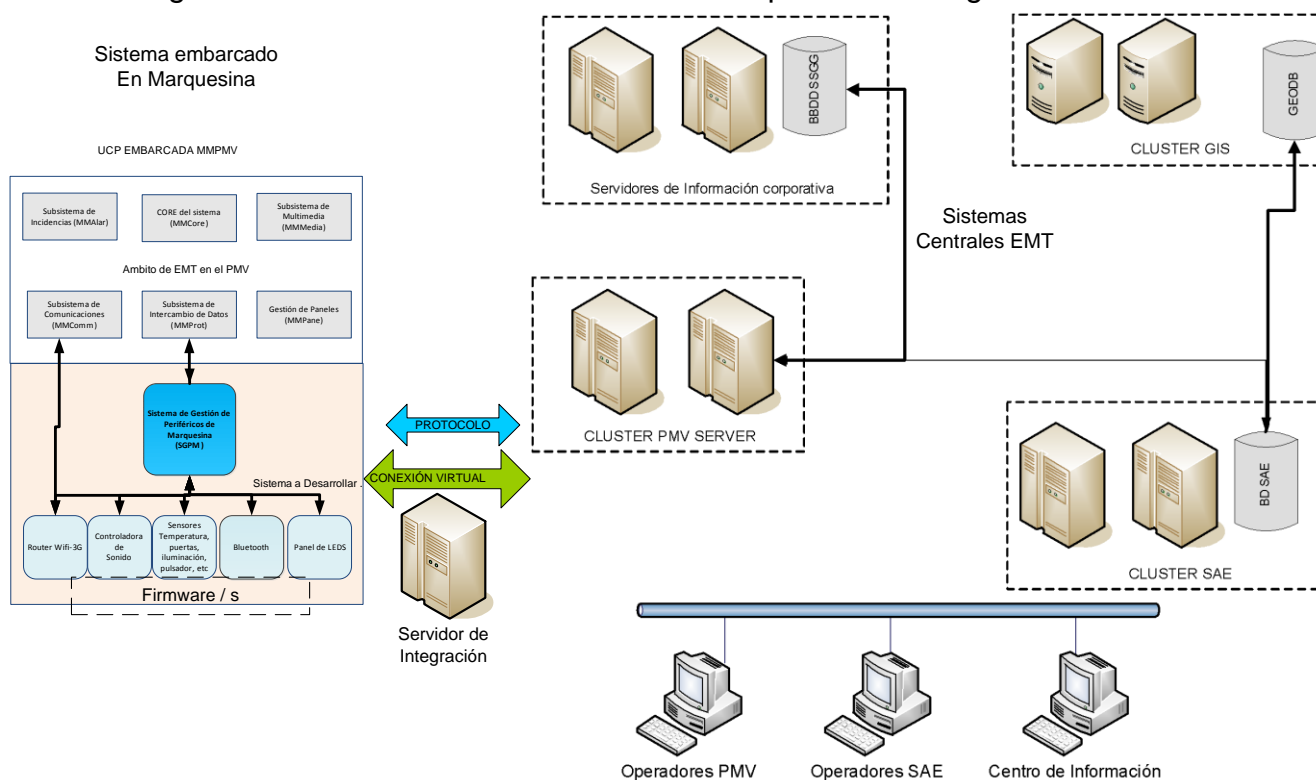 Sistema embarcado
En Marquesina
UCP EMBARCADA MMPMV
Subsistema de
Incidencias (MMAlar)
CORE del sistema
(MMCore)
Subsistema de
Multimedia
(MMMedia)
Ambito de EMT en el PMV
Subsistema de
Comunicaciones
(MMComm)
Subsistema de
Intercambio de Datos
(MMProt)
Gestión de Paneles
(MMPane)
Sistema de Gestión de
Periféricos de
Marquesina
(SGPM)
Sistema a Desarrollar .
Router Wifi-3G
Controladora
de
Sonido
Sensores
Temperatura,
puertas,
iluminación,
pulsador, etc
Bluetooth
Panel de LEDS
Firmware / s
PROTOCOLO
CONEXIÓN VIRTUAL
Servidor de
Integración
BBDDSSGG
Servidores de Información corporativa
GEODB
CLUSTER GIS
Sistemas
Centrales EMT
CLUSTER PMV SERVER
BD SAE
CLUSTER SAE
Operadores PMV
Operadores SAE
Centro de Información